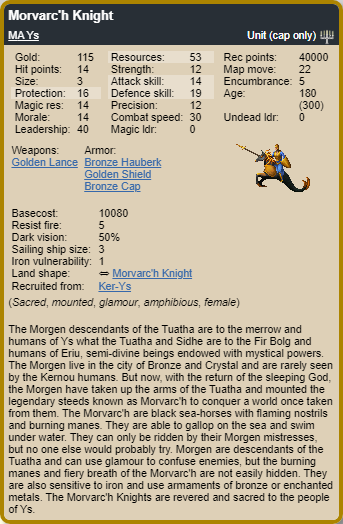 Morvarc'h Knight
MA Ys Unit (cap only)
Gold: 115 Resources: 53 Rec points: 40000
Hit points: 14 Strength: 12 Map move: 22
Size: 3 Attack skill: 14 Encumbrance: 5
Protection: 16 Defence skill: 19 Age: 180
Magic res: 14 Precision: 12 (300)
Morale: 14 Combat speed: 30 Undead ldr: 0
Leadership: 40 Magic ldr: 0
Weapons: Armor:
Golden Lance Bronze Hauberk
Golden Shield
Bronze Cap
Basecost: 10080
Resist fire: 5
Dark vision: 50%
Sailing ship size: 3
Iron vulnerability: 1
Land shape: ⇔ Morvarc'h Knight
Recruited from: Ker-Ys
(Sacred, mounted, glamour, amphibious, female)
The Morgen descendants of the Tuatha are to the merrow and
humans of Ys what the Tuatha and Sidhe are to the Fir Bolg and
humans of Eriu, semi-divine beings endowed with mystical powers.
The Morgen live in the city of Bronze and Crystal and are rarely seen
by the Kernou humans. But now, with the return of the sleeping God,
the Morgen have taken up the arms of the Tuatha and mounted the
legendary steeds known as Morvarc'h to conquer a world once taken
from them. The Morvarc'h are black sea-horses with flaming nostrils
and burning manes. They are able to gallop on the sea and swim
under water. They can only be ridden by their Morgen mistresses,
but no one else would probably try. Morgen are descendants of the
Tuatha and can use glamour to confuse enemies, but the burning
manes and fiery breath of the Morvarc'h are not easily hidden. They
are also sensitive to iron and use armaments of bronze or enchanted
metals. The Morvarc'h Knights are revered and sacred to the people
of Ys.